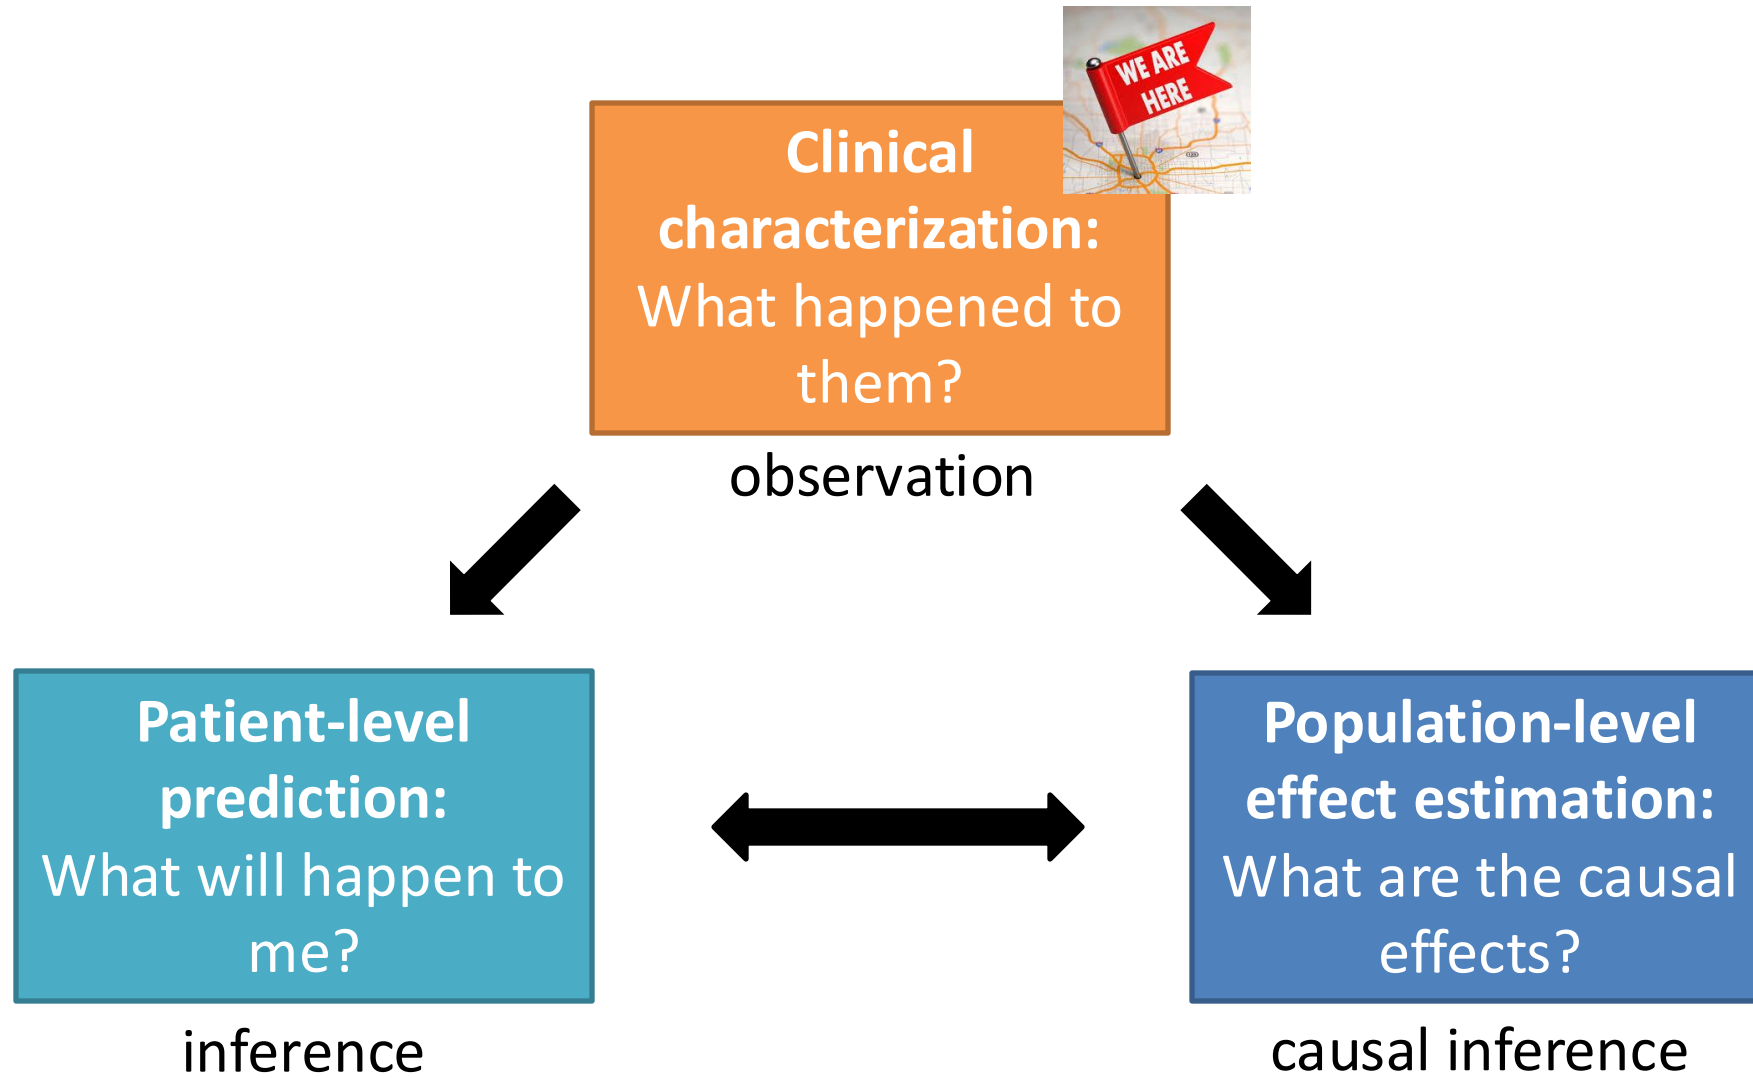 WE ARE
HERE
Clinical
characterization:
What happened to
them?
observation
Patient-level
prediction:
What will happen to
me?
inference
Population-level
effect estimation:
What are the causal
effects?
causal inference